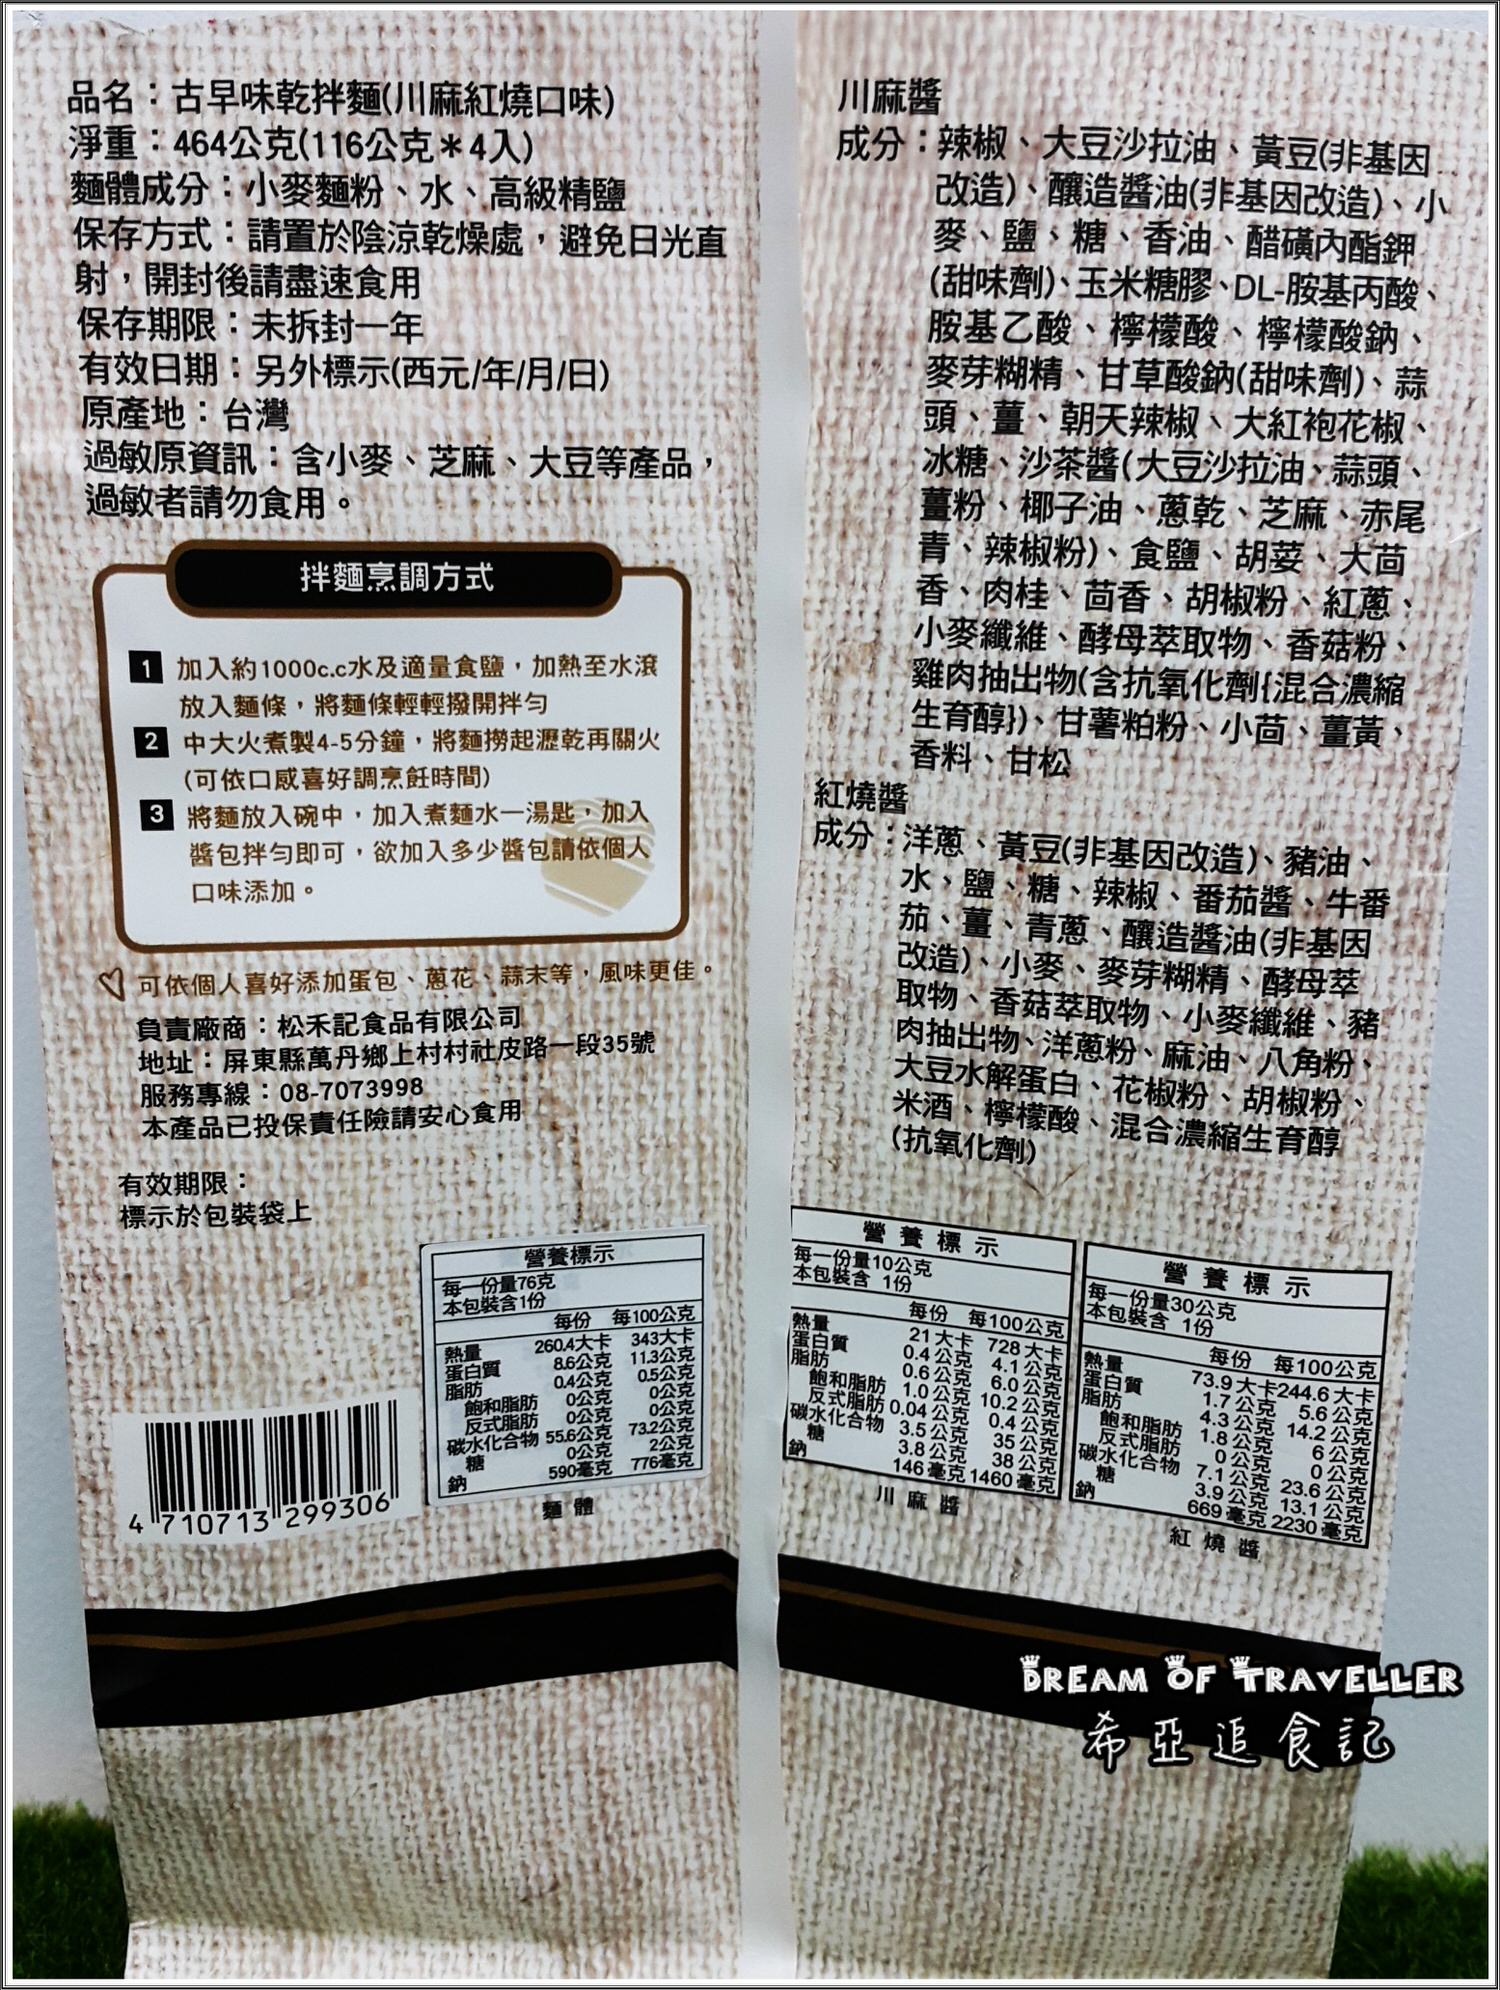 品名：古早味乾拌麵(川麻紅燒口味)
淨重：464公克(116公克＊4入)
麵體成分：小麥麵粉、水、高級精鹽
保存方式：請置於陰涼乾燥處，避免日光直
射，開封後請盡速食用
保存期限：未拆封一年
有效日期：另外標示(西元/年/月/日)
原產地：台灣
過敏原資訊：含小麥、芝麻、大豆等產品，
過敏者請勿食用。
拌麵烹調方式
1 加入約1000c.c水及適量食鹽，加熱至水滾
放入麵條，將麵條輕輕撥開拌勻
2 中大火煮製4-5分鐘，將麵撈起瀝乾再關火
(可依口感喜好調烹飪時間)
3 將麵放入碗中，加入煮麵水一湯匙，加入
醬包拌勻即可，欲加入多少醬包請依個人
口味添加。
♡ 可依個人喜好添加蛋包、蔥花、蒜末等，風味更佳。
負責廠商：松禾記食品有限公司
地址：屏東縣萬丹鄉上村村社皮路一段35號
服務專線：08-7073998
本產品已投保責任險請安心食用
有效期限：
標示於包裝袋上
4 710713 299306
營養標示
每一份量76克
本包裝含1份
每份 每100公克
熱量 260.4大卡 343大卡
蛋白質 8.6公克 11.3公克
脂肪 0.4公克 0.5公克
飽和脂肪 0公克 0公克
反式脂肪 0公克 0公克
碳水化合物 55.6公克 73.2公克
糖 0公克 2公克
鈉 590毫克 776毫克
麵體
川麻醬
成分：辣椒、大豆沙拉油、黃豆(非基因
改造)、釀造醬油(非基因改造)、小
麥、鹽、糖、香油、醋磺內酯鉀
(甜味劑)、玉米糖膠、DL-胺基丙酸、
胺基乙酸、檸檬酸、檸檬酸鈉、
麥芽糊精、甘草酸鈉(甜味劑)、蒜
頭、薑、朝天辣椒、大紅袍花椒、
冰糖、沙茶醬(大豆沙拉油、蒜頭、
薑粉、椰子油、蔥乾、芝麻、赤尾
青、辣椒粉)、食鹽、胡荽、大茴
香、肉桂、茴香、胡椒粉、紅蔥、
小麥纖維、酵母萃取物、香菇粉、
雞肉抽出物(含抗氧化劑{混合濃縮
生育醇})、甘薯粕粉、小茴、薑黃、
香料、甘松
紅燒醬
成分：洋蔥、黃豆(非基因改造)、豬油、
水，鹽、糖、辣椒、番茄醬、牛番
茄、薑、青蔥、釀造醬油(非基因
改造)、小麥、麥芽糊精、酵母萃
取物、香菇萃取物、小麥纖維、豬
肉抽出物、洋蔥粉、麻油、八角粉、
大豆水解蛋白、花椒粉、胡椒粉、
米酒、檸檬酸、混合濃縮生育醇
(抗氧化劑)
營養標示
每一份量10公克
本包裝含 1份
每份 每100公克
熱量 21大卡 728大卡
蛋白質 0.4公克 4.1公克
脂肪 0.6公克 6.0公克
飽和脂肪 1.0公克 10.2公克
反式脂肪 0.04公克 0.4公克
碳水化合物 3.5公克 35公克
糖 3.8公克 38公克
鈉 146毫克 1460毫克
川麻醬
營養標示
每一份量30公克
本包裝含 1份
每份 每100公克
熱量 73.9大卡 244.6大卡
蛋白質 1.7公克 5.6公克
脂肪 4.3公克 14.2公克
飽和脂肪 1.8公克 6公克
反式脂肪 0公克 0公克
碳水化合物 7.1公克 23.6公克
糖 3.9公克 13.1公克
鈉 669毫克 2230毫克
紅燒醬
DREAM OF TRAVELLER
希亞追食記